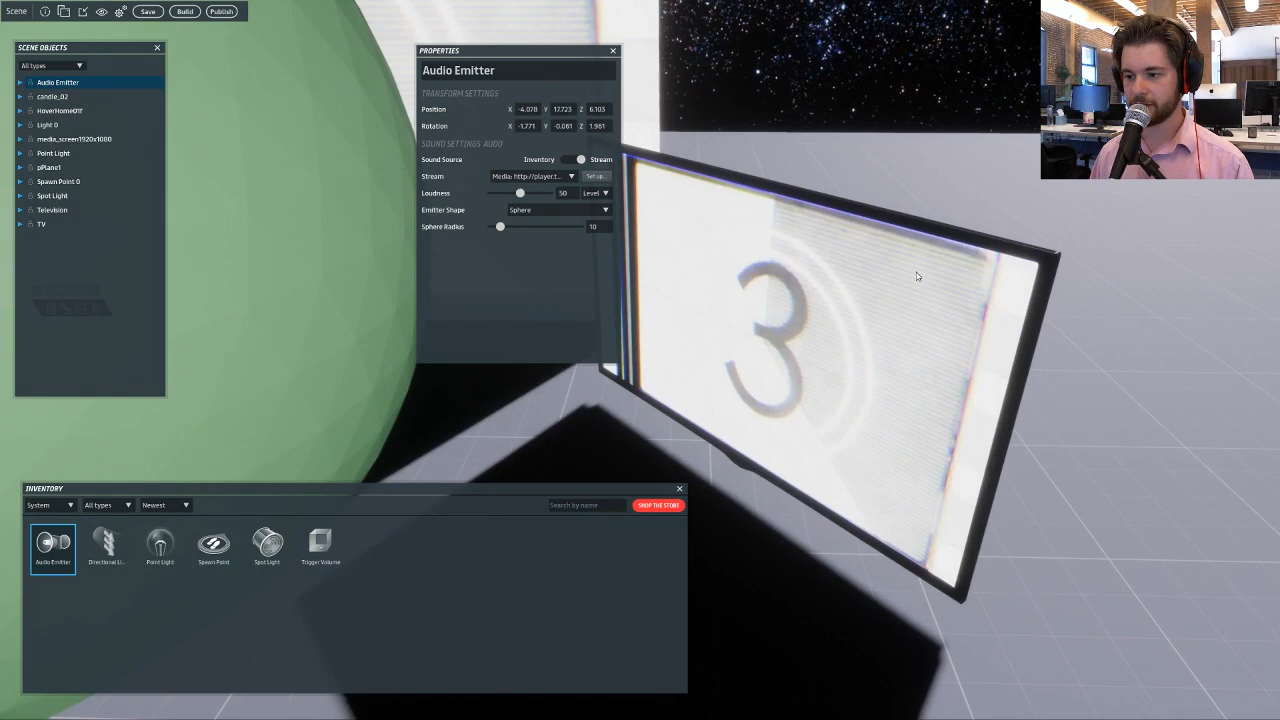 Scene
Save
Build
Publish
SCENE OBJECTS
All types
Audio Emitter
candle_02
HoverHome01f
Light 0
media_screen1920x1080
Point Light
pPlane1
Spawn Point 0
Spot Light
Television
TV
PROPERTIES
Audio Emitter
TRANSFORM SETTINGS
Position X -4.078 Y 17.723 Z 6.103
Rotation X -1.771 Y -0.061 Z 1.961
SOUND SETTINGS AUDO
Sound Source Inventory Stream
Stream Media: http://player.t... Set up...
Loudness 50 Level
Emitter Shape Sphere
Sphere Radius 10
3
INVENTORY
System All types Newest Search by name SHOP THE STORE
Audio Emitter Directional Li... Point Light Spawn Point Spot Light Trigger Volume